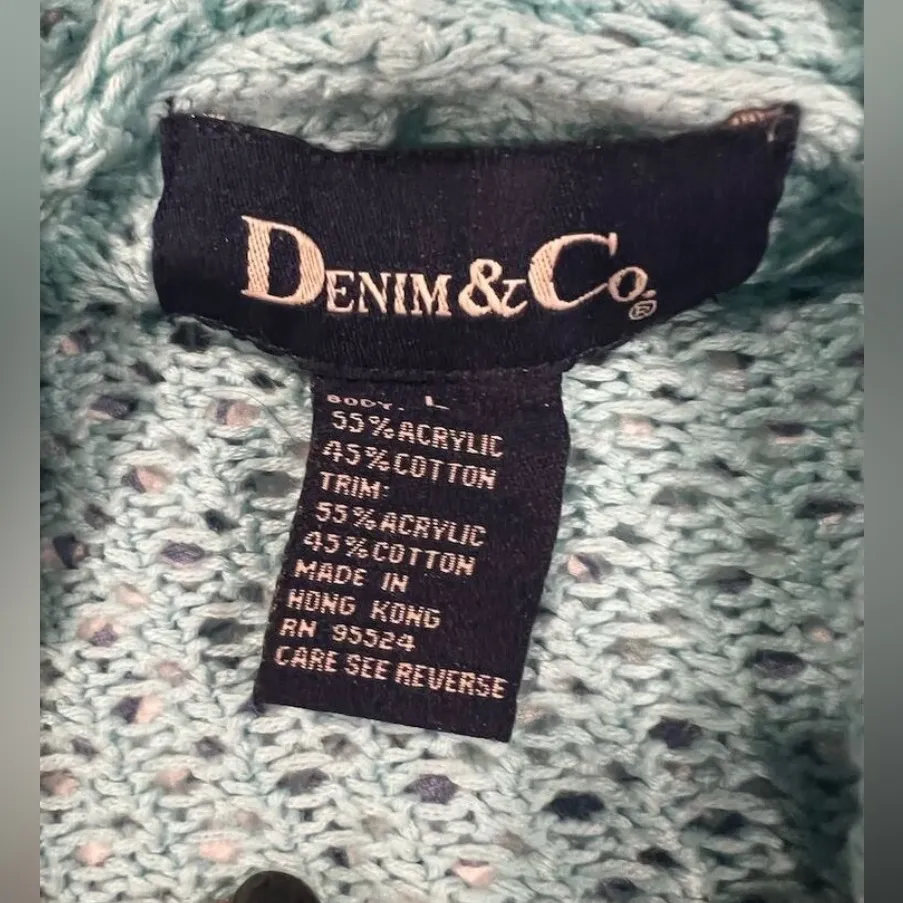 DENIM & CO.®
BODY: L
55% ACRYLIC
45% COTTON
TRIM:
55% ACRYLIC
45% COTTON
MADE IN
HONG KONG
RN 95524
CARE SEE REVERSE